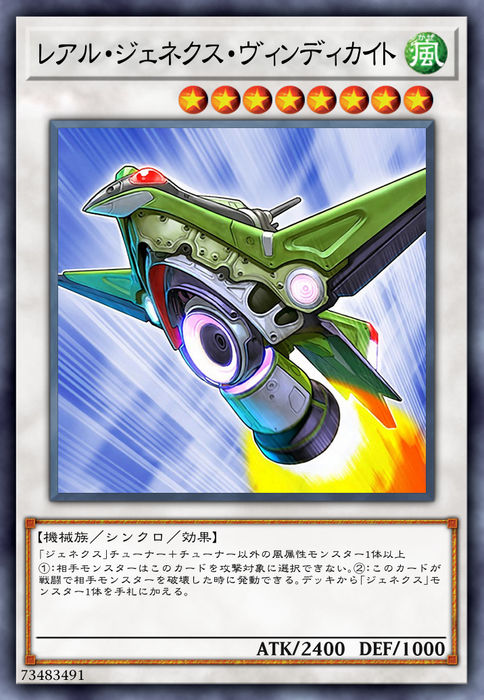 レアル・ジェネクス・ヴィンディカイト
かぜ
風
【機械族／シンクロ／効果】
「ジェネクス」チューナー＋チューナー以外の風属性モンスター1体以上
①：相手モンスターはこのカードを攻撃対象に選択できない。②：このカードが
戦闘で相手モンスターを破壊した時に発動できる。デッキから「ジェネクス」モ
ンスター1体を手札に加える。
ATK/2400 DEF/1000
73483491